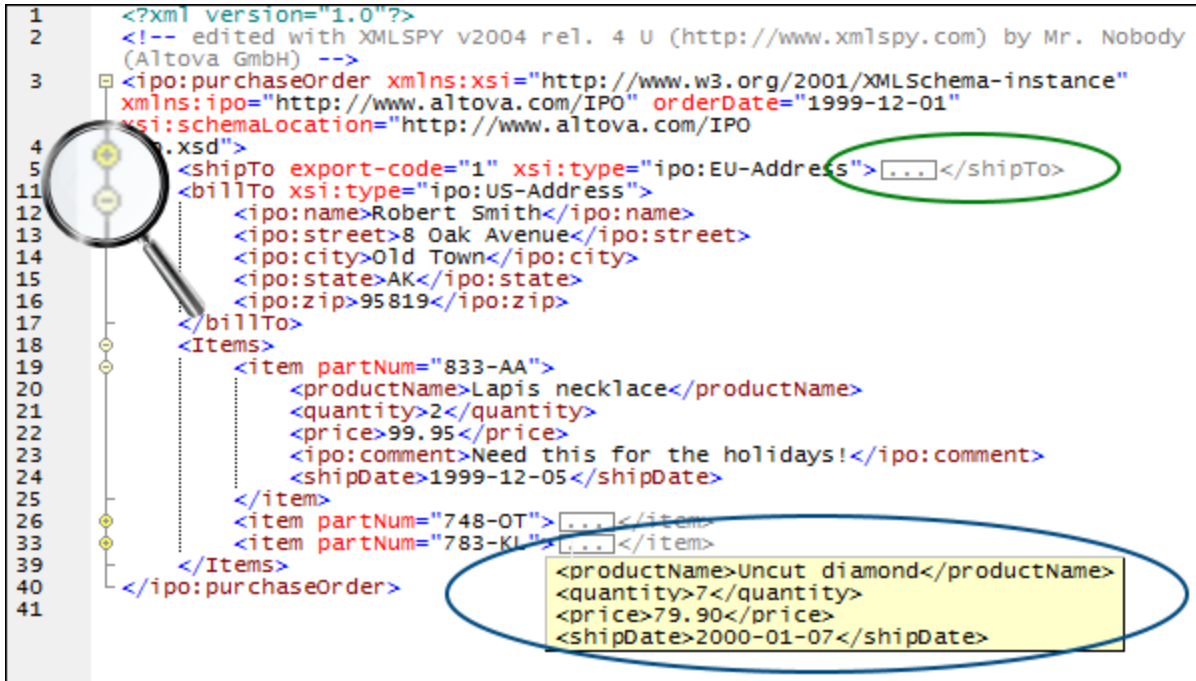 1 <?xml version="1.0"?>
2 <!-- edited with XMLSPY v2004 rel. 4 U (http://www.xmlspy.com) by Mr. Nobody
(Altova GmbH) -->
3 <ipo:purchaseOrder xmlns:xsi="http://www.w3.org/2001/XMLSchema-instance"
xmlns:ipo="http://www.altova.com/IPO" orderDate="1999-12-01"
xsi:schemaLocation="http://www.altova.com/IPO
4 .xsd">
5 <shipTo export-code="1" xsi:type="ipo:EU-Address">...</shipTo>
11 <billTo xsi:type="ipo:US-Address">
12 <ipo:name>Robert Smith</ipo:name>
13 <ipo:street>8 Oak Avenue</ipo:street>
14 <ipo:city>Old Town</ipo:city>
15 <ipo:state>AK</ipo:state>
16 <ipo:zip>95819</ipo:zip>
17 </billTo>
18 <Items>
19 <item partNum="833-AA">
20 <productName>Lapis necklace</productName>
21 <quantity>2</quantity>
22 <price>99.95</price>
23 <ipo:comment>Need this for the holidays!</ipo:comment>
24 <shipDate>1999-12-05</shipDate>
25 </item>
26 <item partNum="748-OT">...</item>
33 <item partNum="783-KL">...</item>
39 </Items>
40 </ipo:purchaseOrder>
41
<productName>Uncut diamond</productName>
<quantity>7</quantity>
<price>79.90</price>
<shipDate>2000-01-07</shipDate>